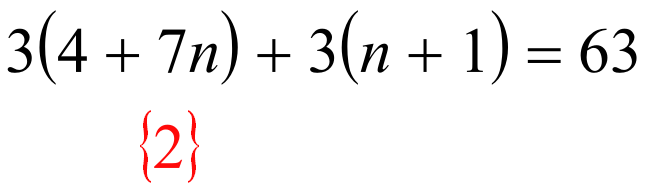 3(4 + 7n) + 3(n + 1) = 63
{2}